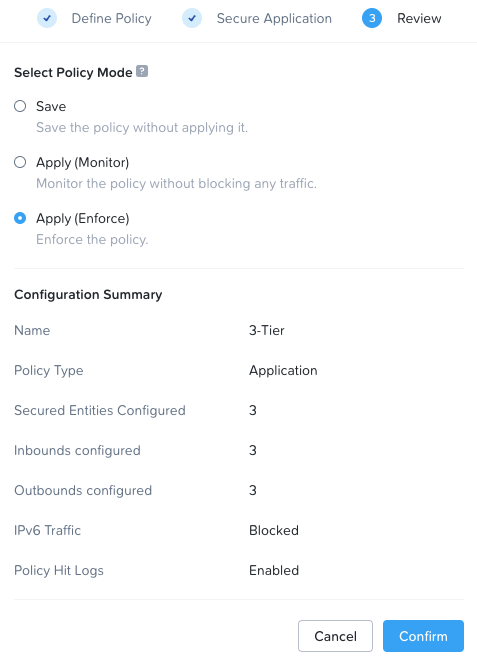 Define Policy
Secure Application
3 Review
Select Policy Mode ?
Save
Save the policy without applying it.
Apply (Monitor)
Monitor the policy without blocking any traffic.
Apply (Enforce)
Enforce the policy.
Configuration Summary
Name 3-Tier
Policy Type Application
Secured Entities Configured 3
Inbounds configured 3
Outbounds configured 3
IPv6 Traffic Blocked
Policy Hit Logs Enabled
Cancel Confirm